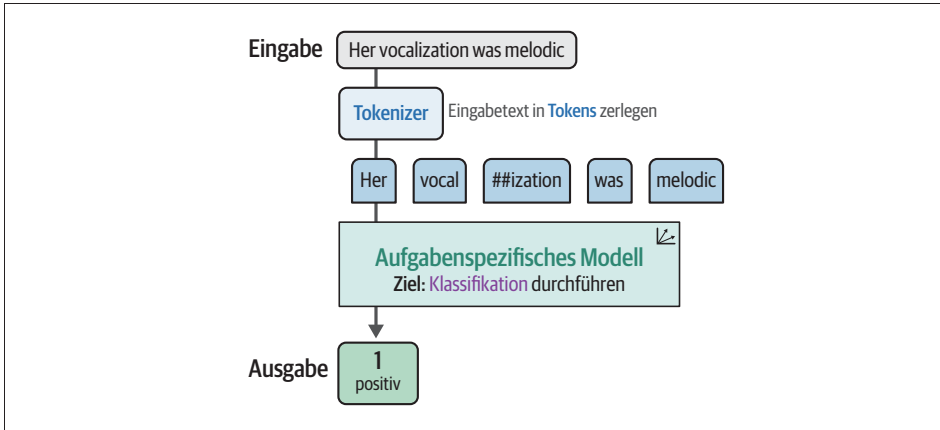 Eingabe
Her vocalization was melodic
Tokenizer
Eingabetext in Tokens zerlegen
Her vocal ##ization was melodic
Aufgabenspezifisches Modell
Ziel: Klassifikation durchführen
Ausgabe
1
positiv